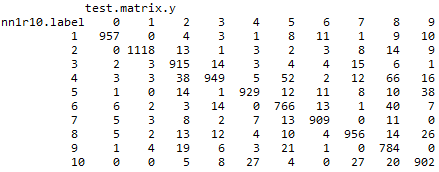 test.matrix.y
nn1r10.label 0 1 2 3 4 5 6 7 8 9
1 957 0 4 3 1 8 11 1 9 10
2 0 1118 13 1 3 2 3 8 14 9
3 2 3 915 14 3 4 4 15 6 1
4 3 3 38 949 5 52 2 12 66 16
5 1 0 14 1 929 12 11 8 10 38
6 6 2 3 14 0 766 13 1 40 7
7 5 3 8 2 7 13 909 0 11 0
8 5 2 13 12 4 10 4 956 14 26
9 1 4 19 6 3 21 1 0 784 0
10 0 0 5 8 27 4 0 27 20 902